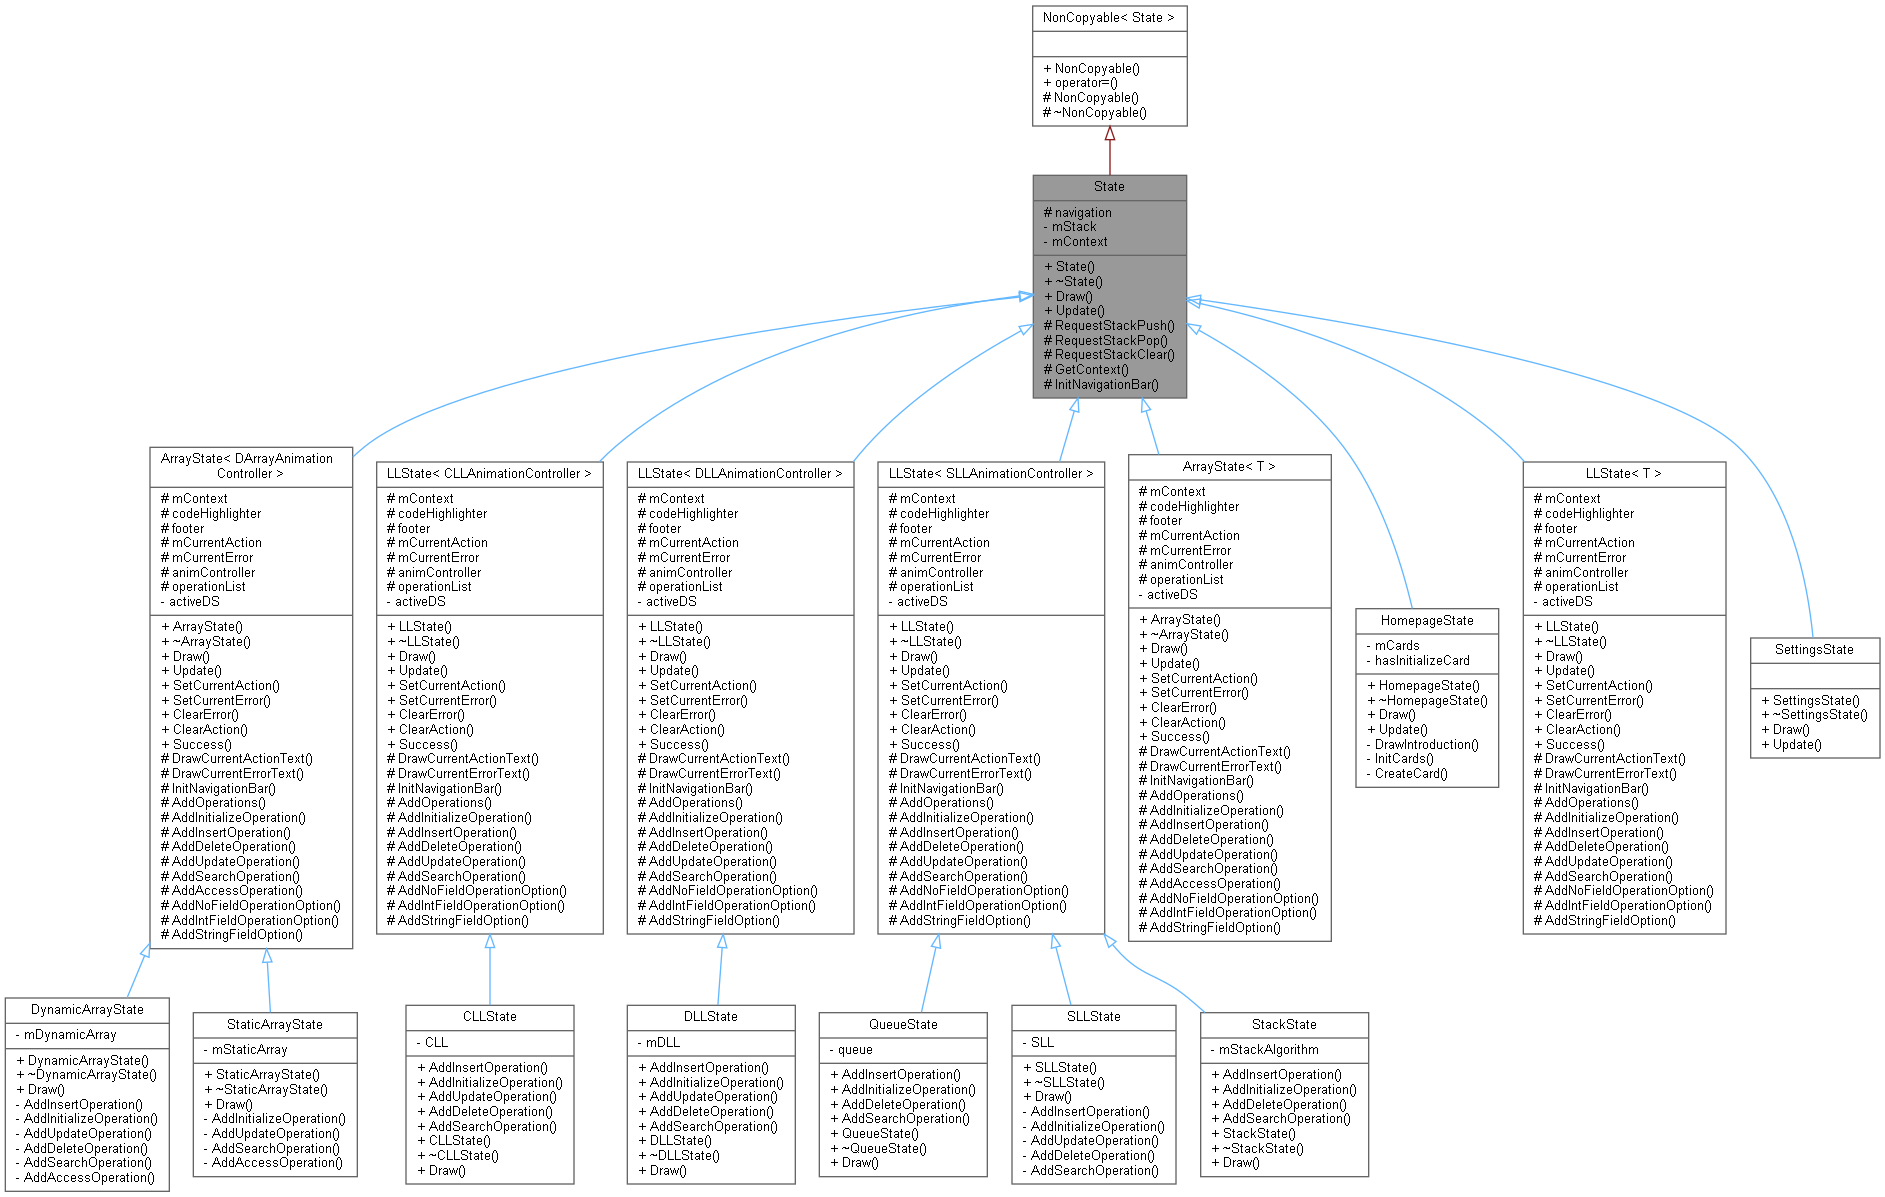 NonCopyable< State >
+ NonCopyable()
+ operator=()
# NonCopyable()
# ~NonCopyable()
State
# navigation
- mStack
- mContext
+ State()
+ ~State()
+ Draw()
+ Update()
# RequestStackPush()
# RequestStackPop()
# RequestStackClear()
# GetContext()
# InitNavigationBar()
ArrayState< DArrayAnimation
Controller >
# mContext
# codeHighlighter
# footer
# mCurrentAction
# mCurrentError
# animController
# operationList
- activeDS
+ ArrayState()
+ ~ArrayState()
+ Draw()
+ Update()
+ SetCurrentAction()
+ SetCurrentError()
+ ClearError()
+ ClearAction()
+ Success()
# DrawCurrentActionText()
# DrawCurrentErrorText()
# InitNavigationBar()
# AddOperations()
# AddInitializeOperation()
# AddInsertOperation()
# AddDeleteOperation()
# AddUpdateOperation()
# AddSearchOperation()
# AddAccessOperation()
# AddNoFieldOperationOption()
# AddIntFieldOperationOption()
# AddStringFieldOption()
LLState< CLLAnimationController >
# mContext
# codeHighlighter
# footer
# mCurrentAction
# mCurrentError
# animController
# operationList
- activeDS
+ LLState()
+ ~LLState()
+ Draw()
+ Update()
+ SetCurrentAction()
+ SetCurrentError()
+ ClearError()
+ ClearAction()
+ Success()
# DrawCurrentActionText()
# DrawCurrentErrorText()
# InitNavigationBar()
# AddOperations()
# AddInitializeOperation()
# AddInsertOperation()
# AddDeleteOperation()
# AddUpdateOperation()
# AddSearchOperation()
# AddNoFieldOperationOption()
# AddIntFieldOperationOption()
# AddStringFieldOption()
LLState< DLLAnimationController >
# mContext
# codeHighlighter
# footer
# mCurrentAction
# mCurrentError
# animController
# operationList
- activeDS
+ LLState()
+ ~LLState()
+ Draw()
+ Update()
+ SetCurrentAction()
+ SetCurrentError()
+ ClearError()
+ ClearAction()
+ Success()
# DrawCurrentActionText()
# DrawCurrentErrorText()
# InitNavigationBar()
# AddOperations()
# AddInitializeOperation()
# AddInsertOperation()
# AddDeleteOperation()
# AddUpdateOperation()
# AddSearchOperation()
# AddNoFieldOperationOption()
# AddIntFieldOperationOption()
# AddStringFieldOption()
LLState< SLLAnimationController >
# mContext
# codeHighlighter
# footer
# mCurrentAction
# mCurrentError
# animController
# operationList
- activeDS
+ LLState()
+ ~LLState()
+ Draw()
+ Update()
+ SetCurrentAction()
+ SetCurrentError()
+ ClearError()
+ ClearAction()
+ Success()
# DrawCurrentActionText()
# DrawCurrentErrorText()
# InitNavigationBar()
# AddOperations()
# AddInitializeOperation()
# AddInsertOperation()
# AddDeleteOperation()
# AddUpdateOperation()
# AddSearchOperation()
# AddNoFieldOperationOption()
# AddIntFieldOperationOption()
# AddStringFieldOption()
ArrayState< T >
# mContext
# codeHighlighter
# footer
# mCurrentAction
# mCurrentError
# animController
# operationList
- activeDS
+ ArrayState()
+ ~ArrayState()
+ Draw()
+ Update()
+ SetCurrentAction()
+ SetCurrentError()
+ ClearError()
+ ClearAction()
+ Success()
# DrawCurrentActionText()
# DrawCurrentErrorText()
# InitNavigationBar()
# AddOperations()
# AddInitializeOperation()
# AddInsertOperation()
# AddDeleteOperation()
# AddUpdateOperation()
# AddSearchOperation()
# AddAccessOperation()
# AddNoFieldOperationOption()
# AddIntFieldOperationOption()
# AddStringFieldOption()
HomepageState
- mCards
- hasInitializeCard
+ HomepageState()
+ ~HomepageState()
+ Draw()
+ Update()
- DrawIntroduction()
- InitCards()
- CreateCard()
LLState< T >
# mContext
# codeHighlighter
# footer
# mCurrentAction
# mCurrentError
# animController
# operationList
- activeDS
+ LLState()
+ ~LLState()
+ Draw()
+ Update()
+ SetCurrentAction()
+ SetCurrentError()
+ ClearError()
+ ClearAction()
+ Success()
# DrawCurrentActionText()
# DrawCurrentErrorText()
# InitNavigationBar()
# AddOperations()
# AddInitializeOperation()
# AddInsertOperation()
# AddDeleteOperation()
# AddUpdateOperation()
# AddSearchOperation()
# AddNoFieldOperationOption()
# AddIntFieldOperationOption()
# AddStringFieldOption()
SettingsState
+ SettingsState()
+ ~SettingsState()
+ Draw()
+ Update()
DynamicArrayState
- mDynamicArray
+ DynamicArrayState()
+ ~DynamicArrayState()
+ Draw()
- AddInsertOperation()
- AddInitializeOperation()
- AddUpdateOperation()
- AddDeleteOperation()
- AddSearchOperation()
- AddAccessOperation()
StaticArrayState
- mStaticArray
+ StaticArrayState()
+ ~StaticArrayState()
+ Draw()
- AddInitializeOperation()
- AddUpdateOperation()
- AddSearchOperation()
- AddAccessOperation()
CLLState
- CLL
+ AddInsertOperation()
+ AddInitializeOperation()
+ AddUpdateOperation()
+ AddDeleteOperation()
+ AddSearchOperation()
+ CLLState()
+ ~CLLState()
+ Draw()
DLLState
- mDLL
+ AddInsertOperation()
+ AddInitializeOperation()
+ AddUpdateOperation()
+ AddDeleteOperation()
+ AddSearchOperation()
+ DLLState()
+ ~DLLState()
+ Draw()
QueueState
- queue
+ AddInsertOperation()
+ AddInitializeOperation()
+ AddDeleteOperation()
+ AddSearchOperation()
+ QueueState()
+ ~QueueState()
+ Draw()
SLLState
- SLL
+ SLLState()
+ ~SLLState()
+ Draw()
- AddInsertOperation()
- AddInitializeOperation()
- AddUpdateOperation()
- AddDeleteOperation()
- AddSearchOperation()
StackState
- mStackAlgorithm
+ AddInsertOperation()
+ AddInitializeOperation()
+ AddDeleteOperation()
+ AddSearchOperation()
+ StackState()
+ ~StackState()
+ Draw()